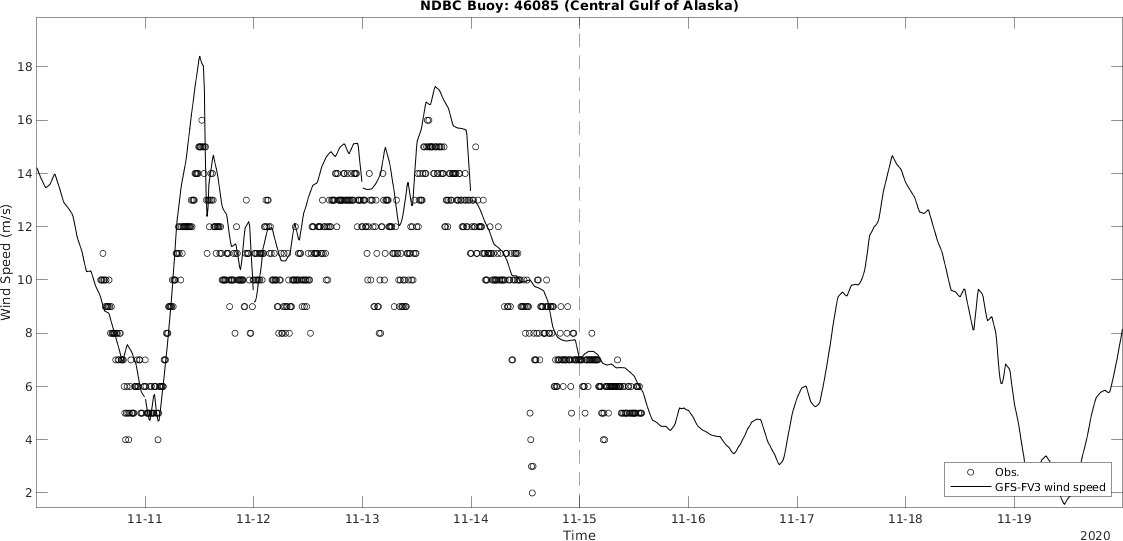 NDBC Buoy: 46085 (Central Gulf of Alaska)
18
16
14
12
10
8
6
4
2
Wind Speed (m/s)
Obs.
GFS-FV3 wind speed
11-11 11-12 11-13 11-14 11-15 11-16 11-17 11-18 11-19
Time
2020